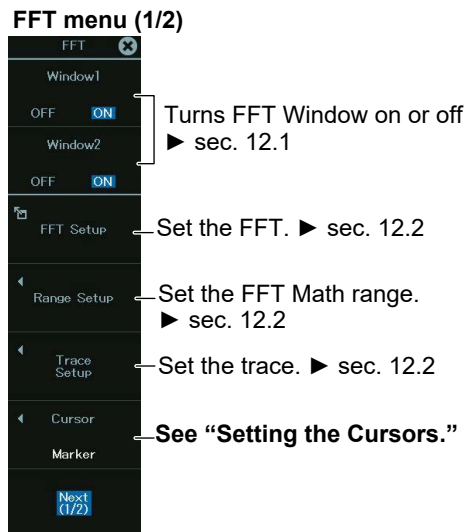 FFT menu (1/2)
FFT
Window1
OFF ON
Window2
OFF ON
Turns FFT Window on or off
► sec. 12.1
FFT Setup
Set the FFT. ► sec. 12.2
Range Setup
Set the FFT Math range.
► sec. 12.2
Trace
Setup
Set the trace. ► sec. 12.2
Cursor
Marker
See “Setting the Cursors.”
Next
(1/2)